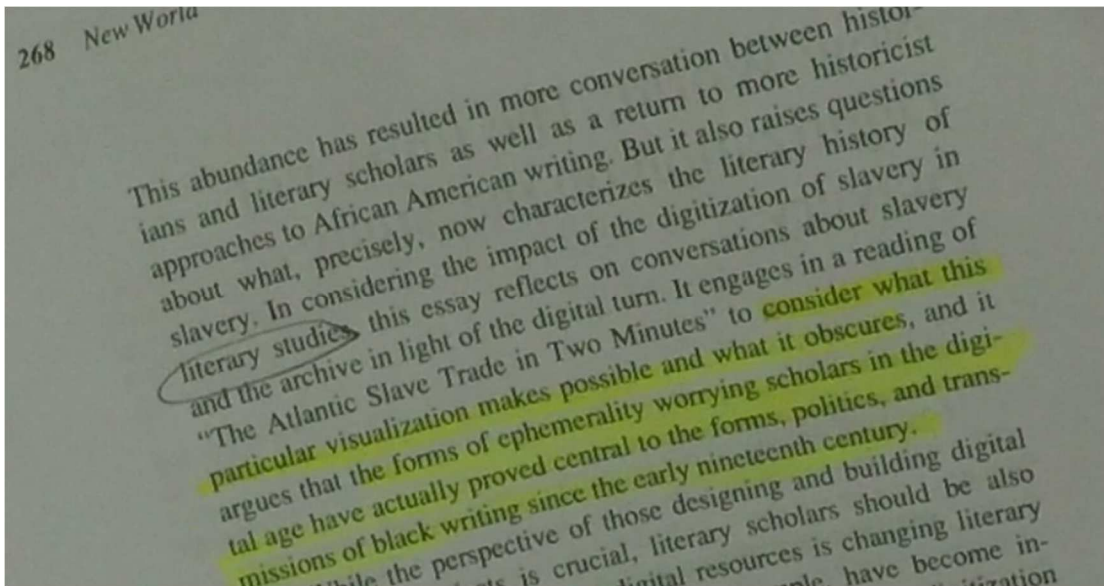 268 New World
This abundance has resulted in more conversation between histor-
ians and literary scholars as well as a return to more historicist
approaches to African American writing. But it also raises questions
about what, precisely, now characterizes the literary history of
slavery. In considering the impact of the digitization of slavery in
literary studies, this essay reflects on conversations about slavery
and the archive in light of the digital turn. It engages in a reading of
“The Atlantic Slave Trade in Two Minutes” to consider what this
particular visualization makes possible and what it obscures, and it
argues that the forms of ephemerality worrying scholars in the digi-
tal age have actually proved central to the forms, politics, and trans-
missions of black writing since the early nineteenth century.
While the perspective of those designing and building digital
is crucial, literary scholars should be also
digital resources is changing literary
have become in-